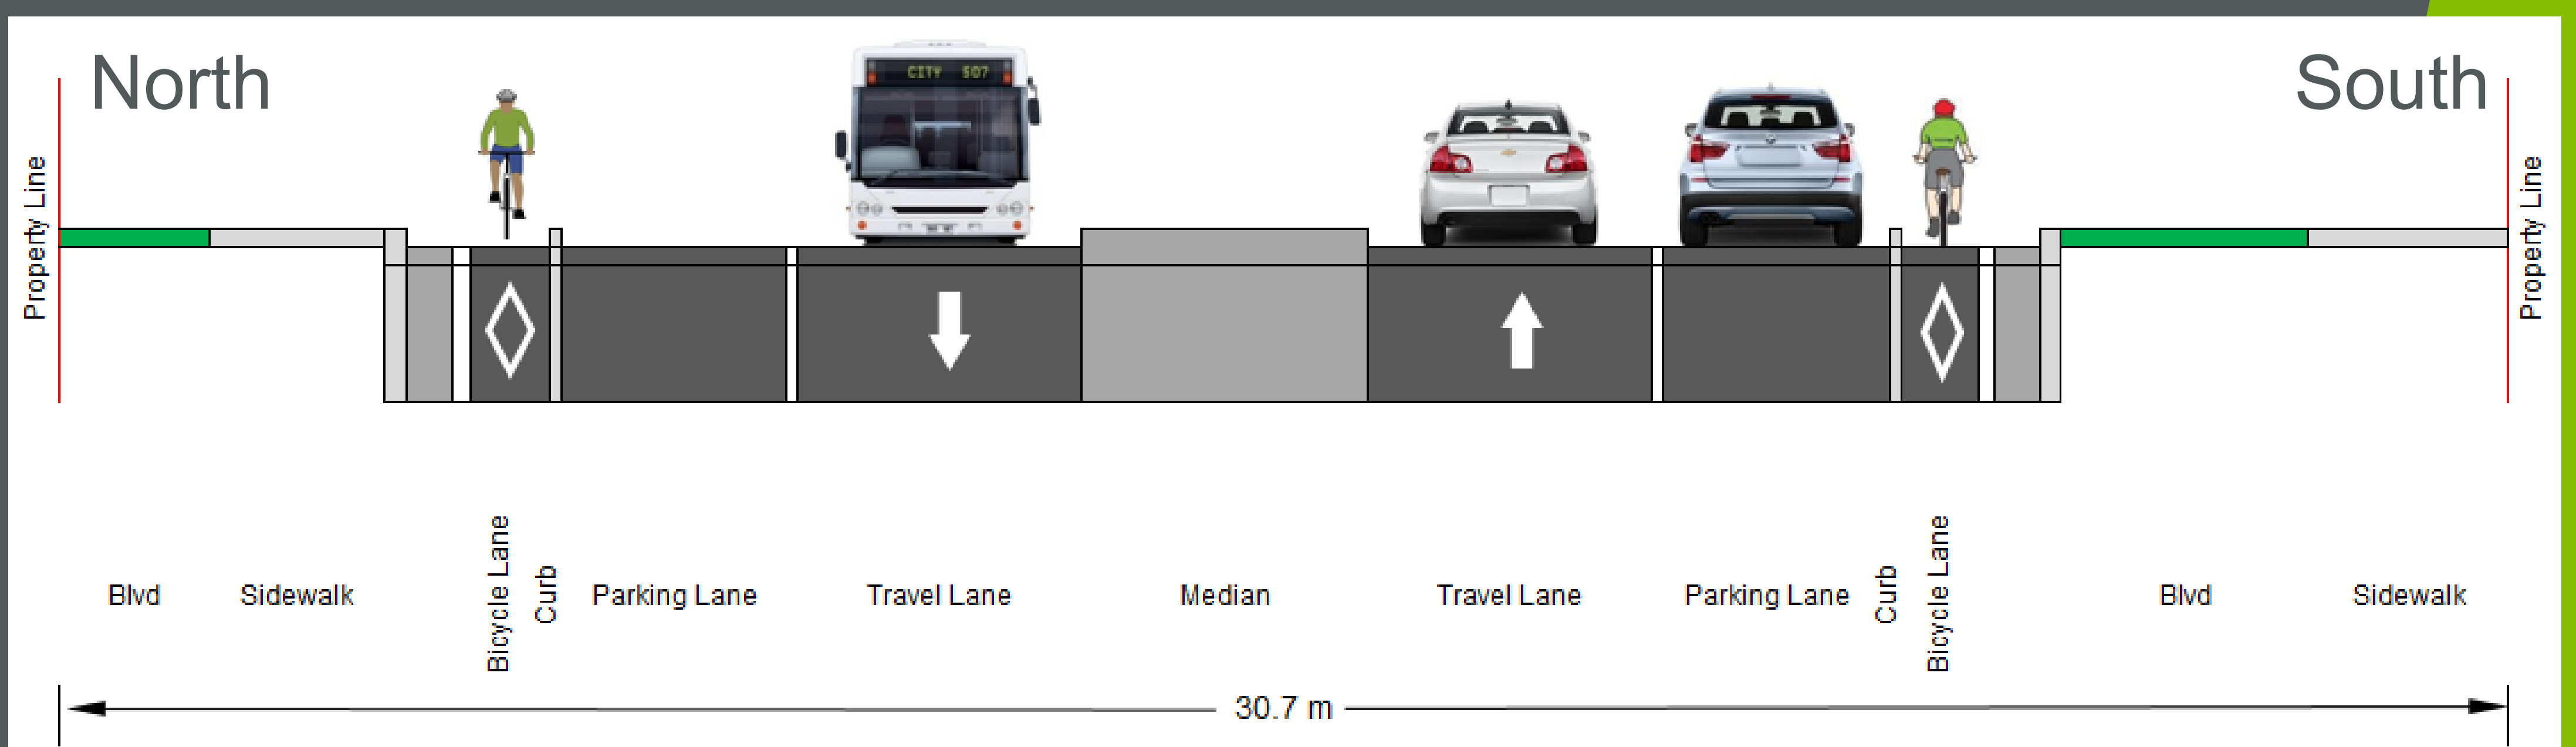 North
South
CITY 507
Property Line
Property Line
Blvd
Sidewalk
Bicycle Lane
Curb
Parking Lane
Travel Lane
Median
Travel Lane
Parking Lane
Curb
Bicycle Lane
Blvd
Sidewalk
30.7 m